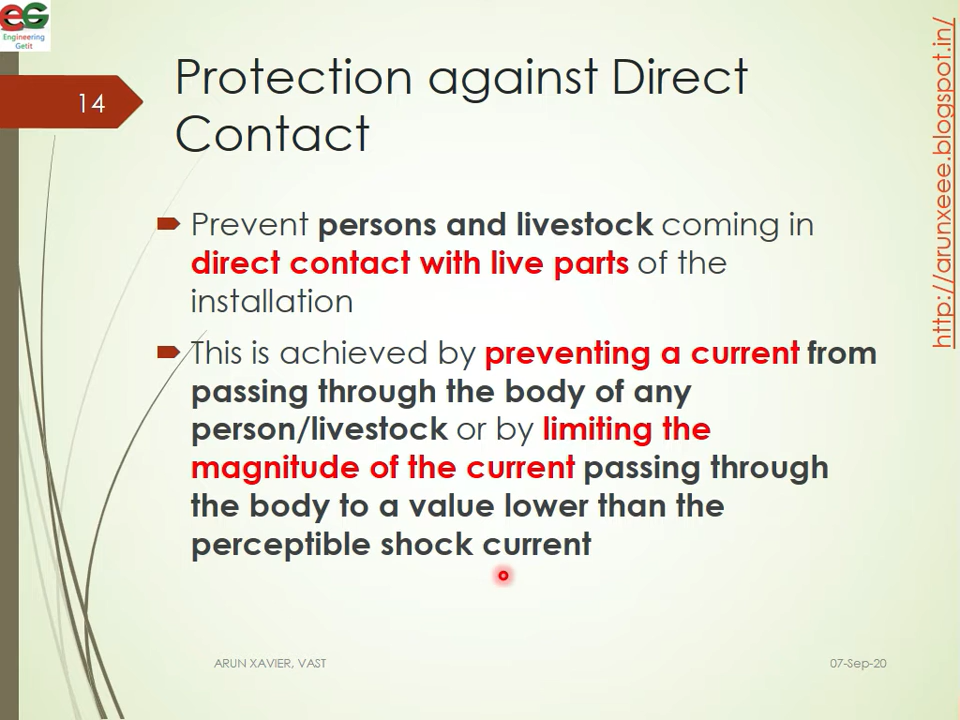 EG
Engineering
Getit
14
Protection against Direct
Contact
Prevent persons and livestock coming in
direct contact with live parts of the
installation
This is achieved by preventing a current from
passing through the body of any
person/livestock or by limiting the
magnitude of the current passing through
the body to a value lower than the
perceptible shock current
http://arunxeee.blogspot.in/
ARUN XAVIER, VAST
07-Sep-20